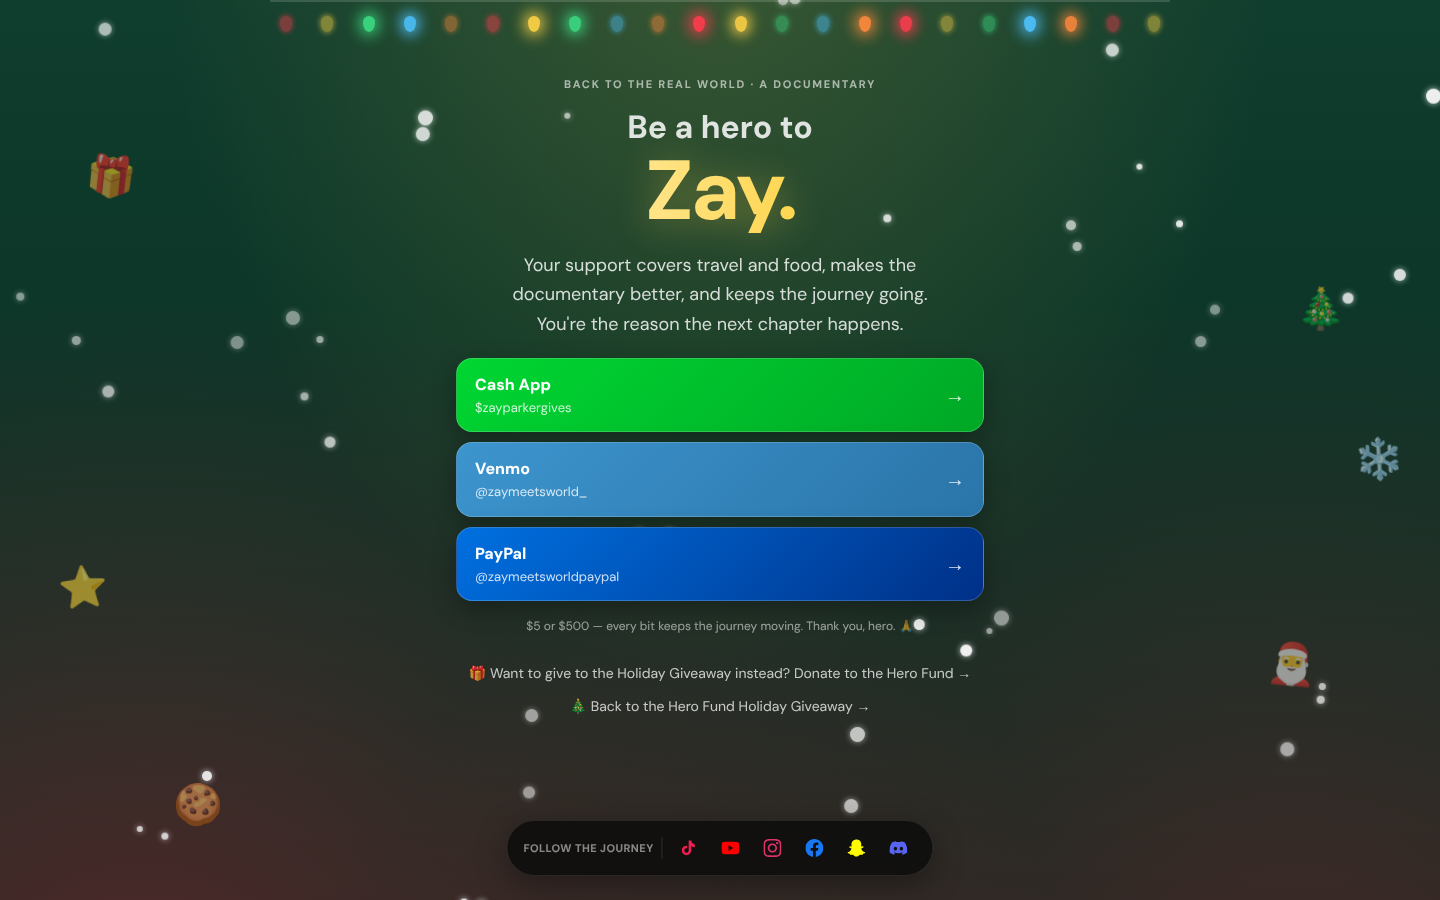 BACK TO THE REAL WORLD · A DOCUMENTARY
Be a hero to
Zay.
Your support covers travel and food, makes the
documentary better, and keeps the journey going.
You're the reason the next chapter happens.
Cash App
$zayparkergives
→
Venmo
@zaymeetsworld_
→
PayPal
@zaymeetsworldpaypal
→
$5 or $500 — every bit keeps the journey moving. Thank you, hero. 🙏
🎁 Want to give to the Holiday Giveaway instead? Donate to the Hero Fund →
🎄 Back to the Hero Fund Holiday Giveaway →
FOLLOW THE JOURNEY